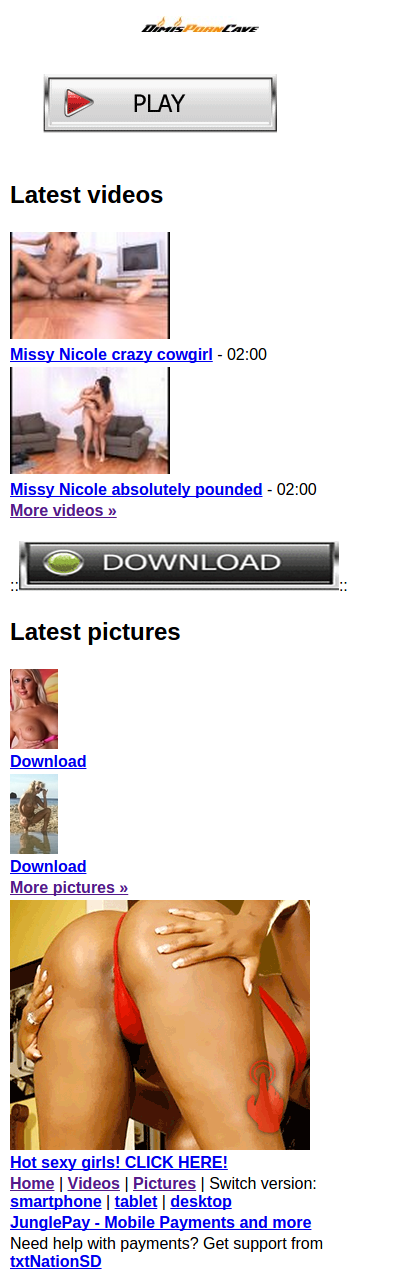 DimisPornCave
PLAY
Latest videos
Missy Nicole crazy cowgirl - 02:00
Missy Nicole absolutely pounded - 02:00
More videos »
::DOWNLOAD::
Latest pictures
Download
Download
More pictures »
Hot sexy girls! CLICK HERE!
Home | Videos | Pictures | Switch version:
smartphone | tablet | desktop
JunglePay - Mobile Payments and more
Need help with payments? Get support from
txtNationSD